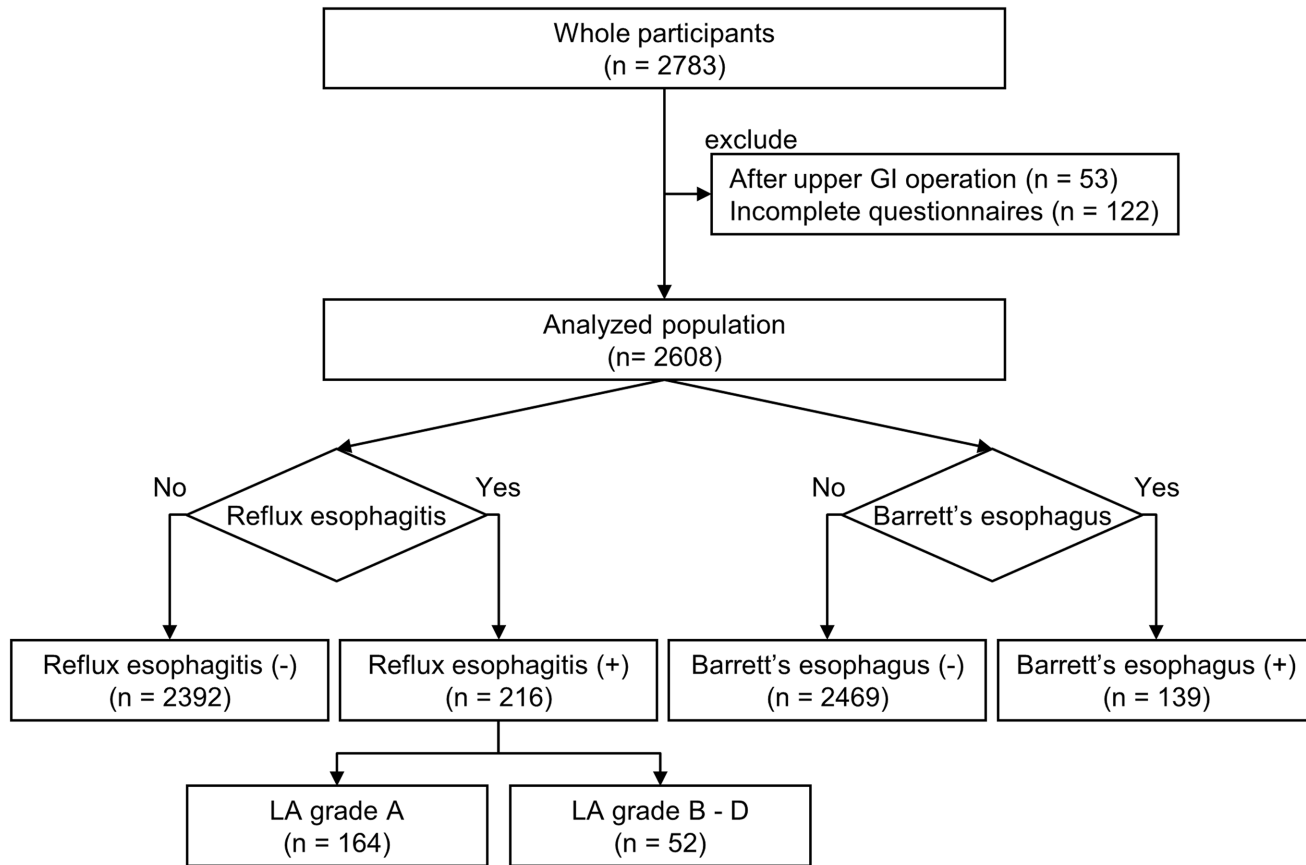 Whole participants
(n = 2783)
exclude
After upper GI operation (n = 53)
Incomplete questionnaires (n = 122)
Analyzed population
(n= 2608)
No
Yes
Reflux esophagitis
No
Yes
Barrett's esophagus
Reflux esophagitis (-)
(n = 2392)
Reflux esophagitis (+)
(n = 216)
Barrett's esophagus (-)
(n = 2469)
Barrett's esophagus (+)
(n = 139)
LA grade A
(n = 164)
LA grade B - D
(n = 52)